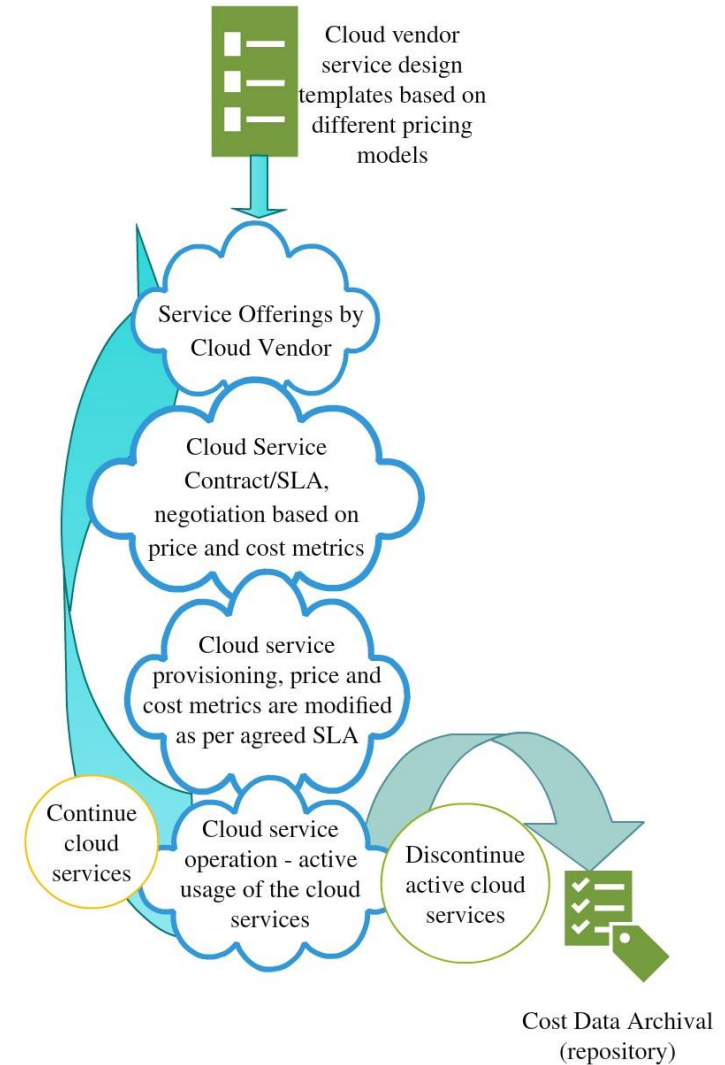 Cloud vendor
service design
templates based on
different pricing
models
Service Offerings by
Cloud Vendor
Cloud Service
Contract/SLA,
negotiation based on
price and cost metrics
Cloud service
provisioning, price and
cost metrics are modified
as per agreed SLA
Continue
cloud
services
Cloud service
operation - active
usage of the cloud
services
Discontinue
active cloud
services
Cost Data Archival
(repository)